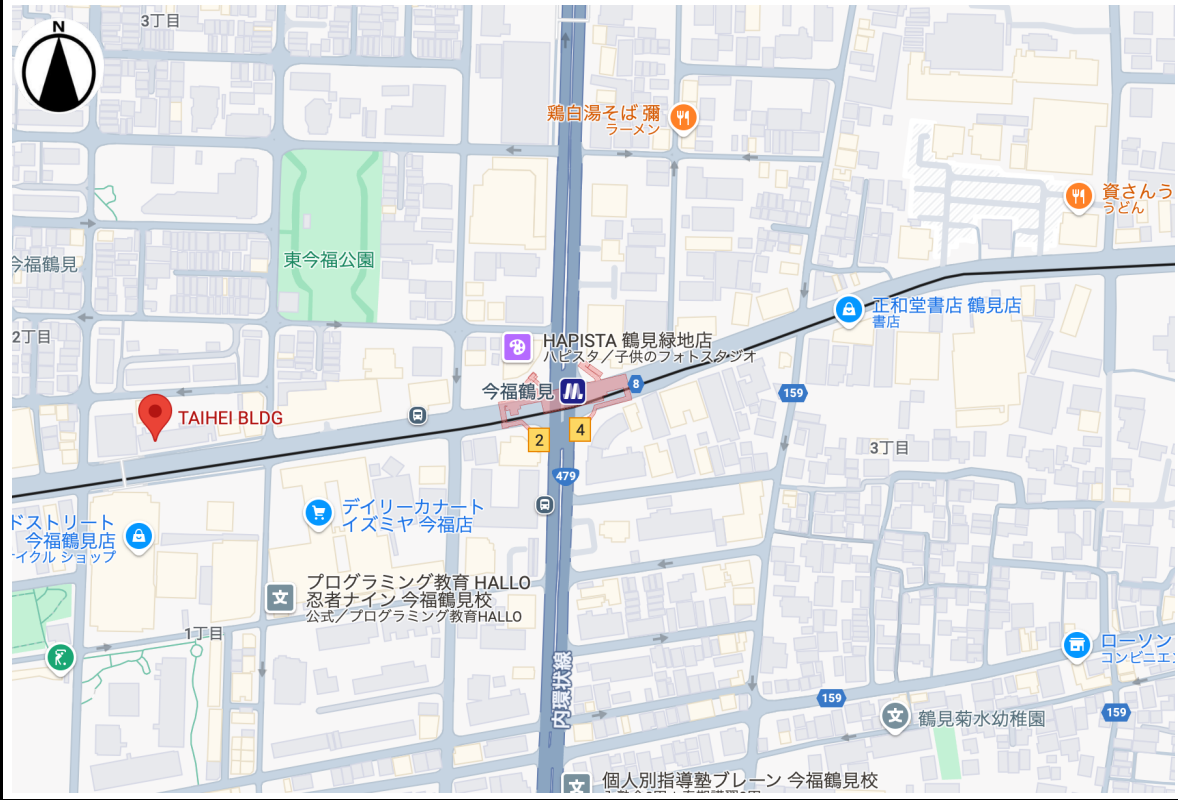 N
3丁目
鶏白湯そば 彌
ラーメン
資さんう
うどん
東今福公園
今福鶴見
正和堂書店 鶴見店
書店
2丁目
HAPISTA 鶴見緑地店
ハピスタ/子供のフォトスタジオ
今福鶴見
8
159
TAIHEI BLDG
2
4
3丁目
479
デイリーカナート
イズミヤ 今福店
ドストリート
今福鶴見店
イクル ショップ
プログラミング教育 HALLO
忍者ナイン 今福鶴見校
公式/プログラミング教育HALLO
文
1丁目
ローソン
コンビニエ
内環状線
159
文
鶴見菊水幼稚園
159
文
個人別指導塾ブレーン 今福鶴見校